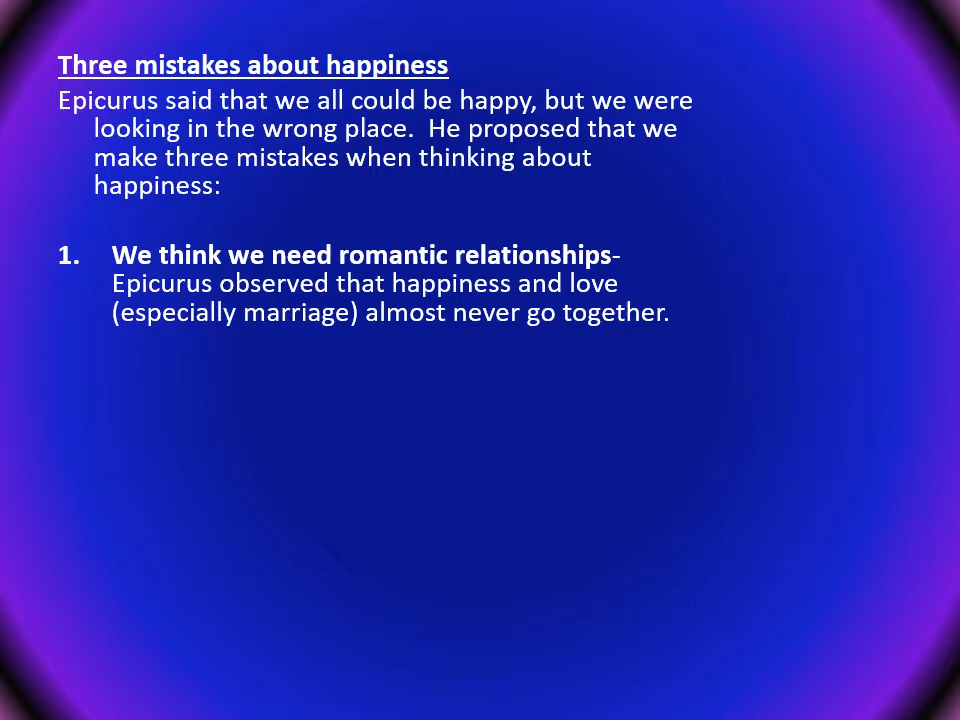 Three mistakes about happiness
Epicurus said that we all could be happy, but we were
looking in the wrong place.  He proposed that we
make three mistakes when thinking about
happiness:
1. We think we need romantic relationships-
Epicurus observed that happiness and love
(especially marriage) almost never go together.